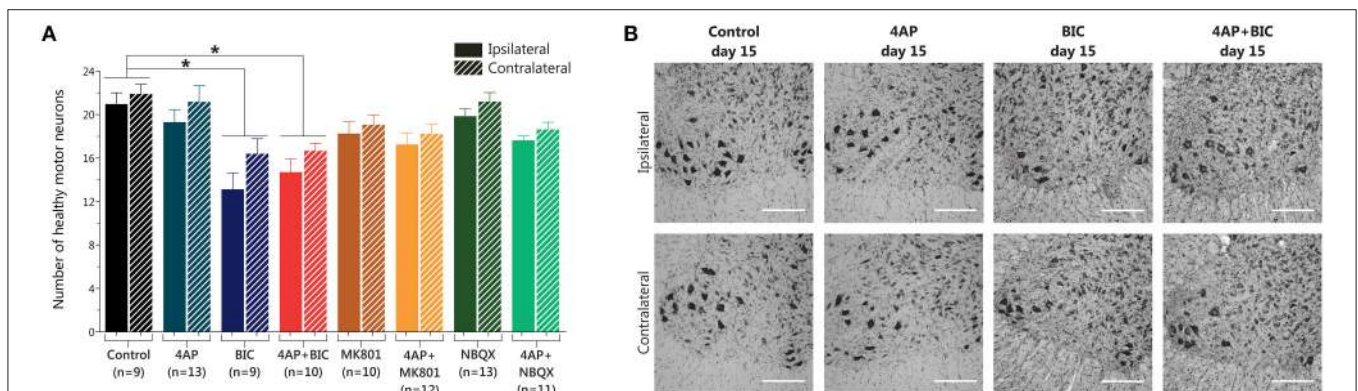 A
*
*
Ipsilateral
Contralateral
Number of healthy motor neurons
24
20
16
12
8
4
0
Control
(n=9)
4AP
(n=13)
BIC
(n=9)
4AP+BIC
(n=10)
MK801
(n=10)
4AP+
MK801
(n=12)
NBQX
(n=13)
4AP+
NBQX
(n=11)
B
Control
day 15
4AP
day 15
BIC
day 15
4AP+BIC
day 15
Ipsilateral
Contralateral